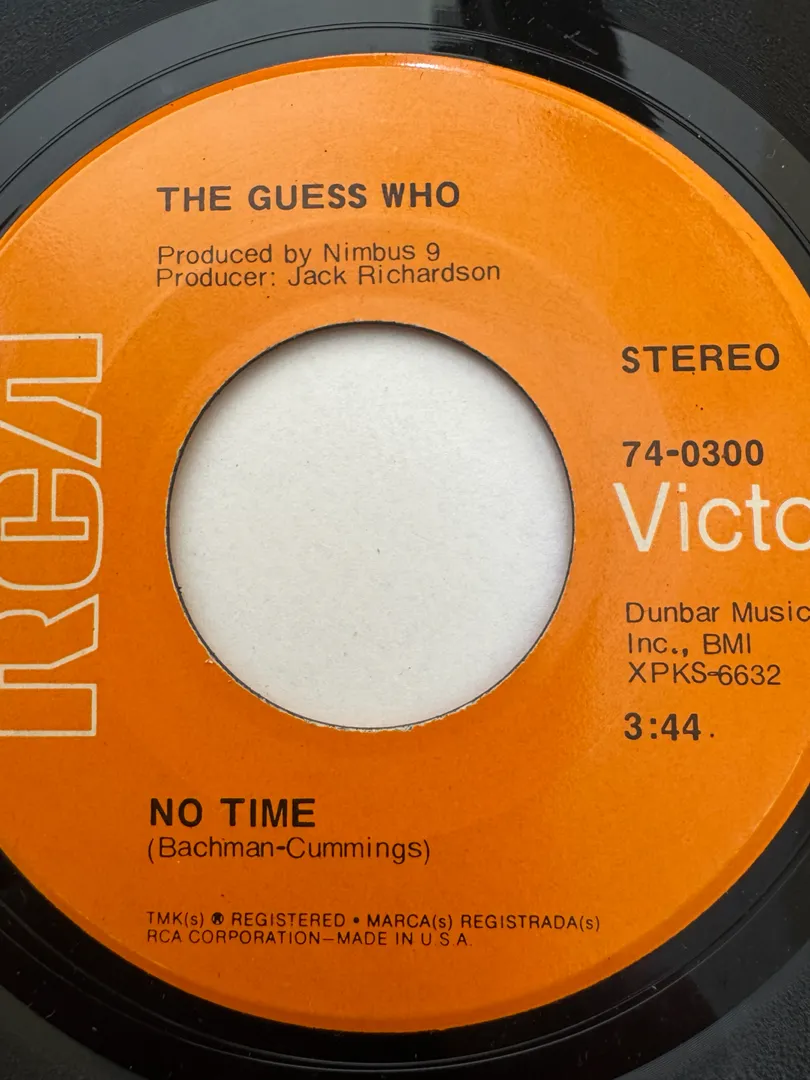 THE GUESS WHO
Produced by Nimbus 9
Producer: Jack Richardson
RCA
STEREO
74-0300
Victo
Dunbar Music
Inc., BMI
XPKS-6632
3:44
NO TIME
(Bachman-Cummings)
TMK(s) ® REGISTERED • MARCA(s) REGISTRADA(s)
RCA CORPORATION—MADE IN U.S.A.